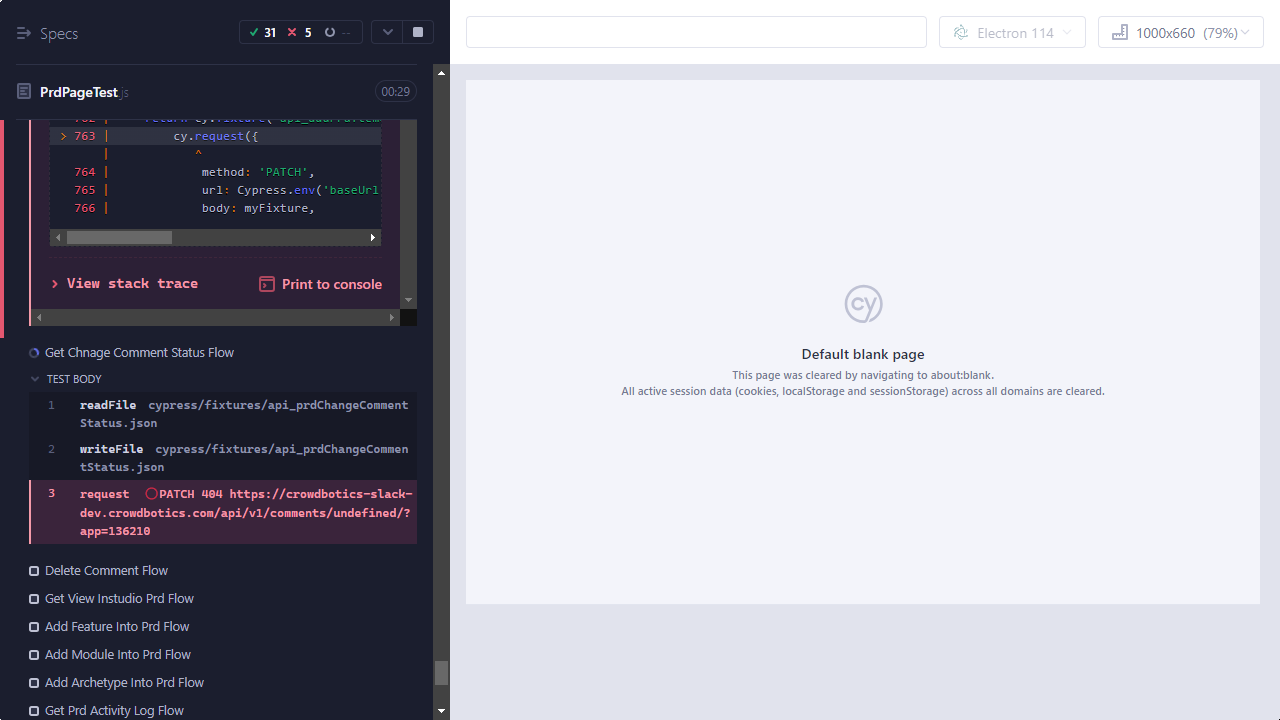 Specs
31 5 --
Electron 114
1000x660 (79%)
PrdPageTest.js
00:29
> 763 | cy.request({
| ^
764 | method: 'PATCH',
765 | url: Cypress.env('baseUrl
766 | body: myFixture,
View stack trace
Print to console
Get Chnage Comment Status Flow
TEST BODY
1 readFile cypress/fixtures/api_prdChangeComment
Status.json
2 writeFile cypress/fixtures/api_prdChangeCommen
tStatus.json
3 request PATCH 404 https://crowdbotics-slack-
dev.crowdbotics.com/api/v1/comments/undefined/?
app=136210
Delete Comment Flow
Get View Instudio Prd Flow
Add Feature Into Prd Flow
Add Module Into Prd Flow
Add Archetype Into Prd Flow
Get Prd Activity Log Flow
cy
Default blank page
This page was cleared by navigating to about:blank.
All active session data (cookies, localStorage and sessionStorage) across all domains are cleared.